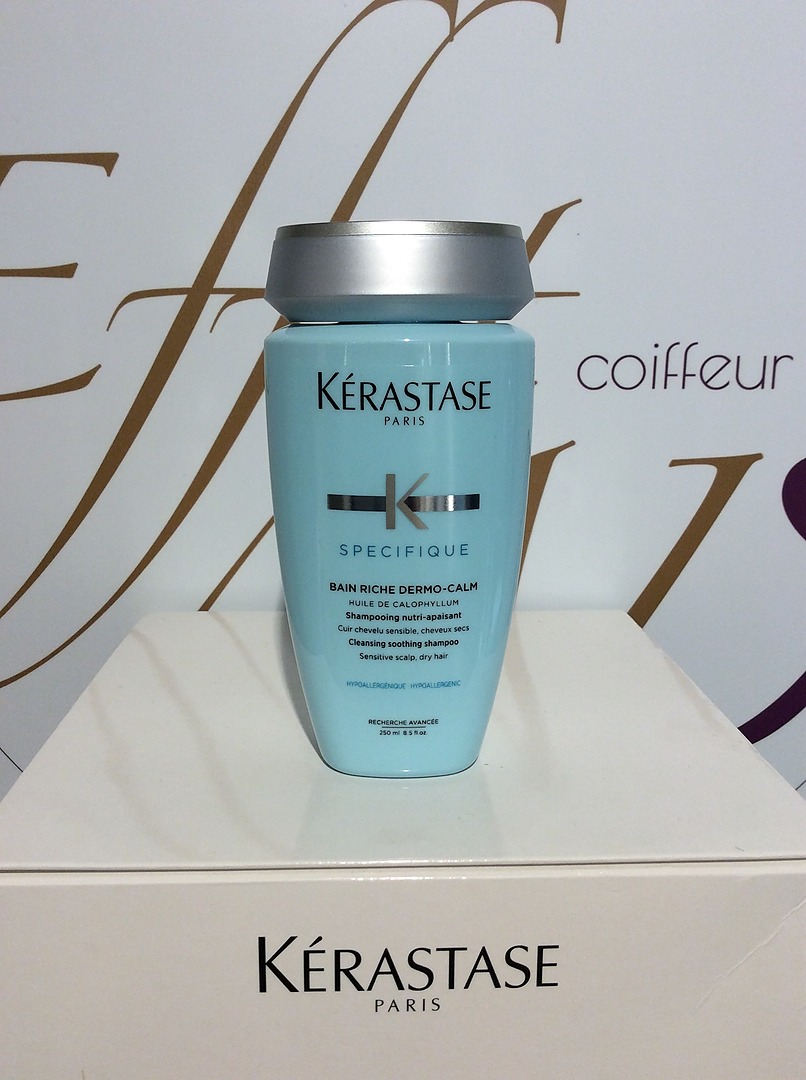 coiffeur
KÉRASTASE
PARIS
K
SPECIFIQUE
BAIN RICHE DERMO-CALM
HUILE DE CALOPHYLLUM
Shampooing nutri-apaisant
Cuir chevelu sensible, cheveux secs
Cleansing soothing shampoo
Sensitive scalp, dry hair
HYPOALLERGÉNIQUE · HYPOALLERGENIC
RECHERCHE AVANCÉE
250 ml 8.5 fl.oz.
KÉRASTASE
PARIS